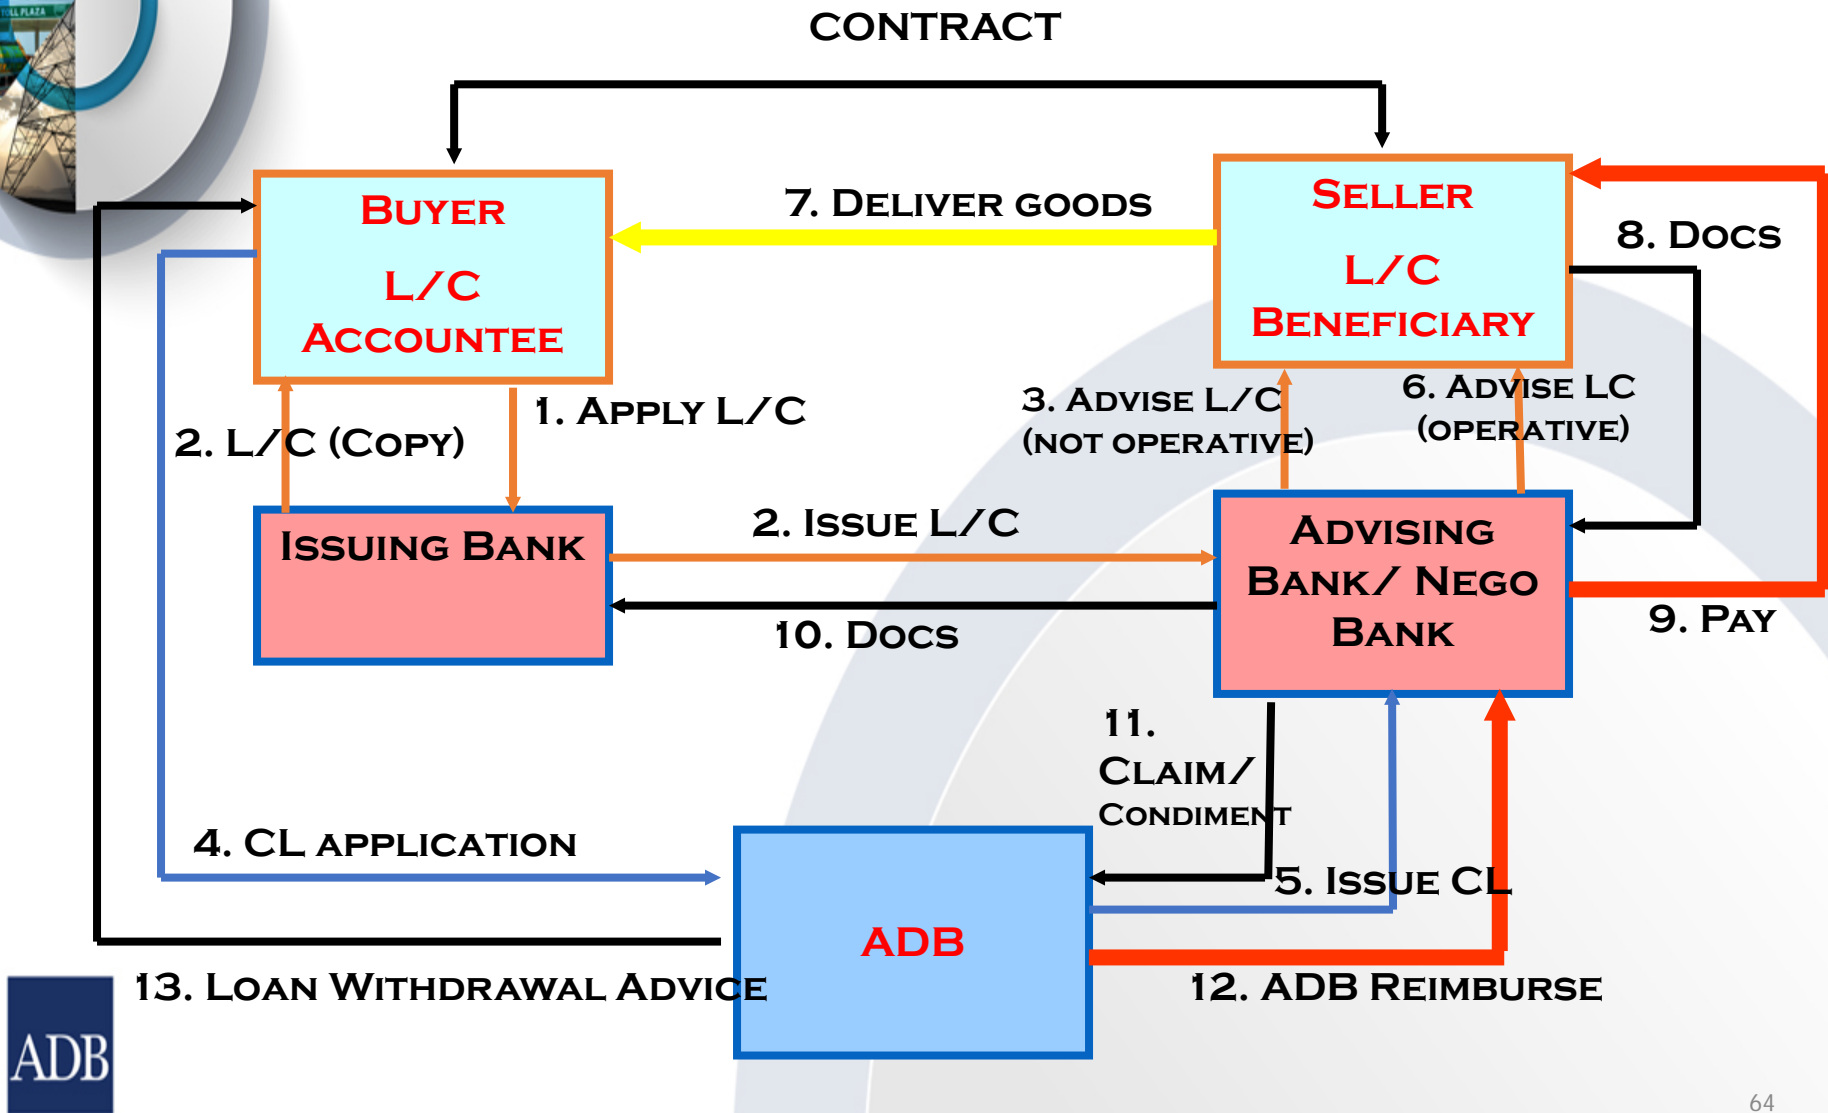 TOLL PLAZA
CONTRACT
Buyer
L/C
Accountee
7. Deliver goods
Seller
L/C
Beneficiary
8. Docs
2. L/C (Copy)
1. Apply L/C
3. Advise L/C
(not operative)
6. Advise LC
(operative)
Issuing Bank
2. Issue L/C
Advising
Bank/ Nego
Bank
10. Docs
9. Pay
11.
Claim/
Condiment
4. CL application
5. Issue CL
ADB
13. Loan Withdrawal Advice
12. ADB Reimburse
ADB
64